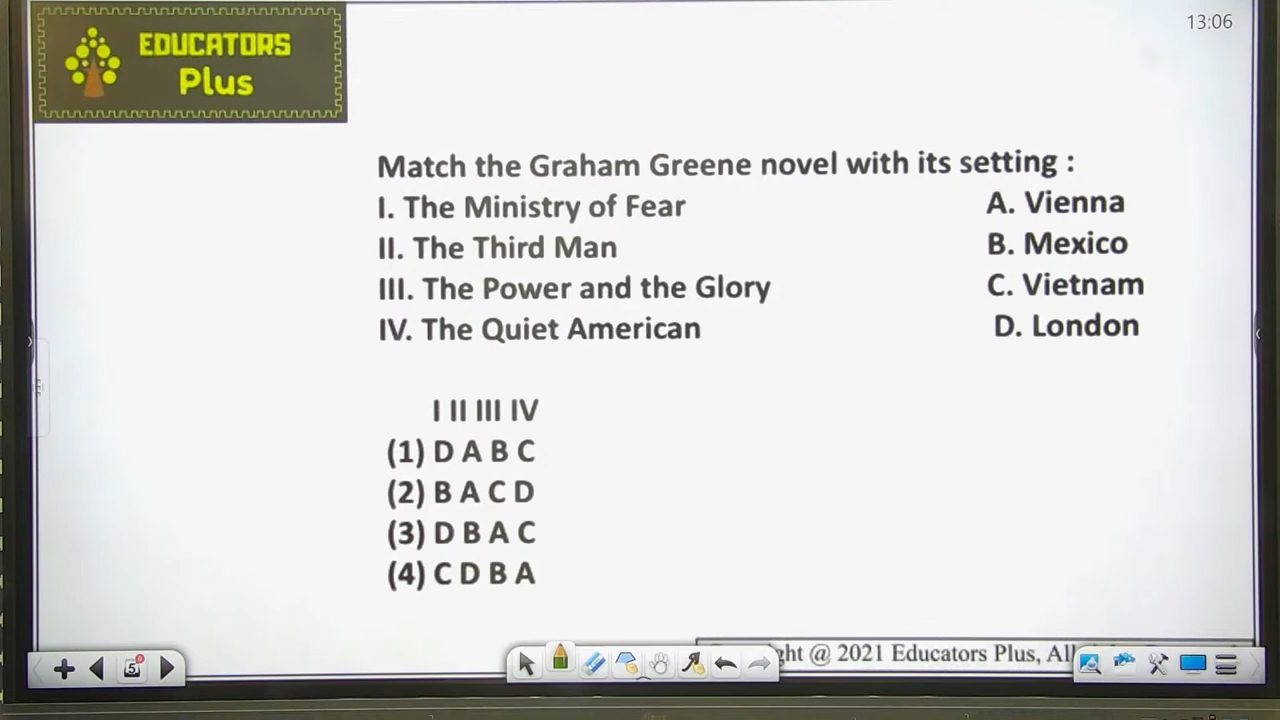 EDUCATORS
Plus
13:06
Match the Graham Greene novel with its setting :
I. The Ministry of Fear A. Vienna
II. The Third Man B. Mexico
III. The Power and the Glory C. Vietnam
IV. The Quiet American D. London
I II III IV
(1) D A B C
(2) B A C D
(3) D B A C
(4) C D B A
@ 2021 Educators Plus,
5